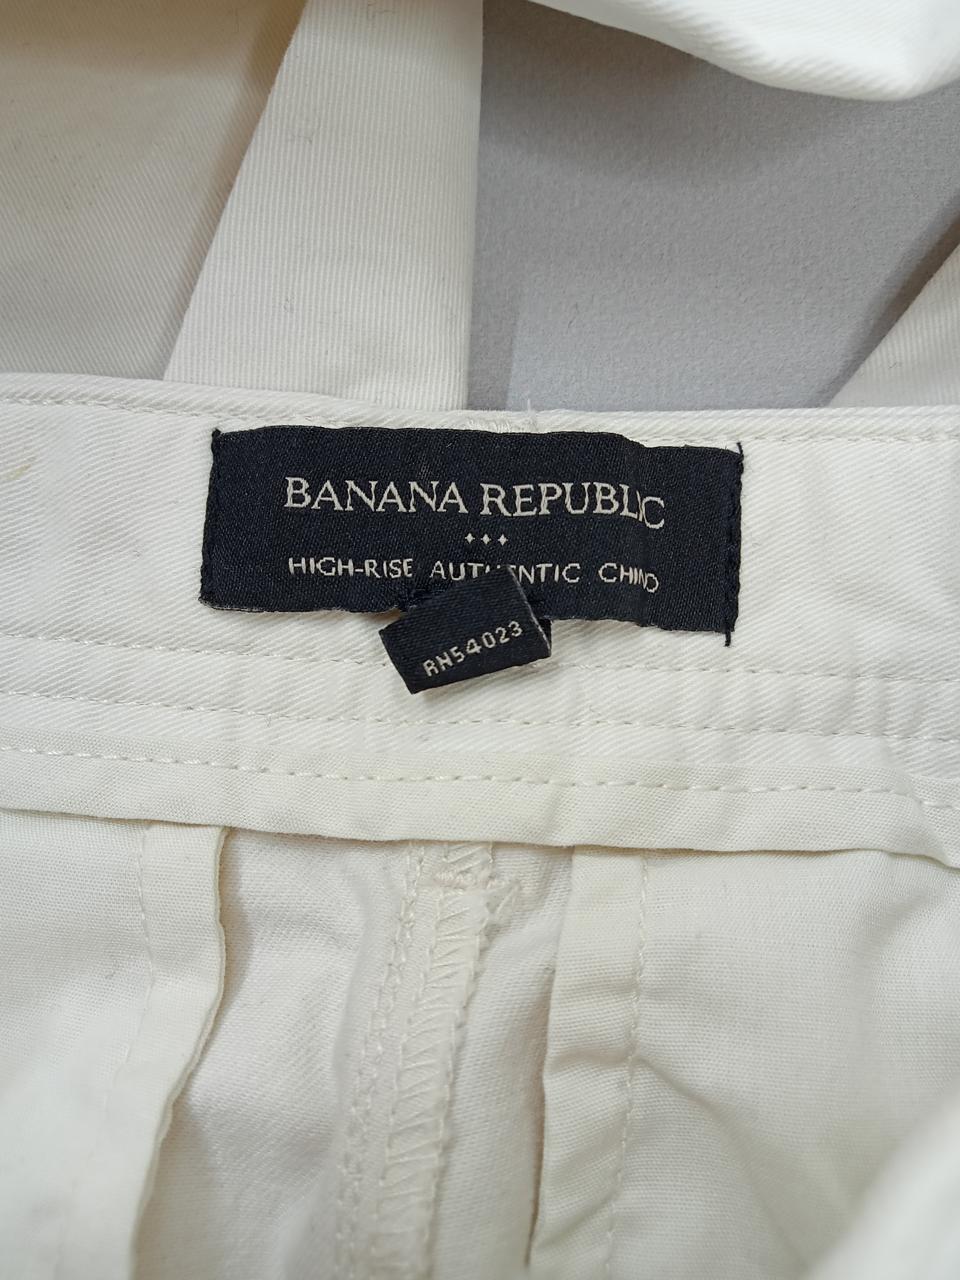 BANANA REPUBLIC
HIGH-RISE AUTHENTIC CHINO
RN54023